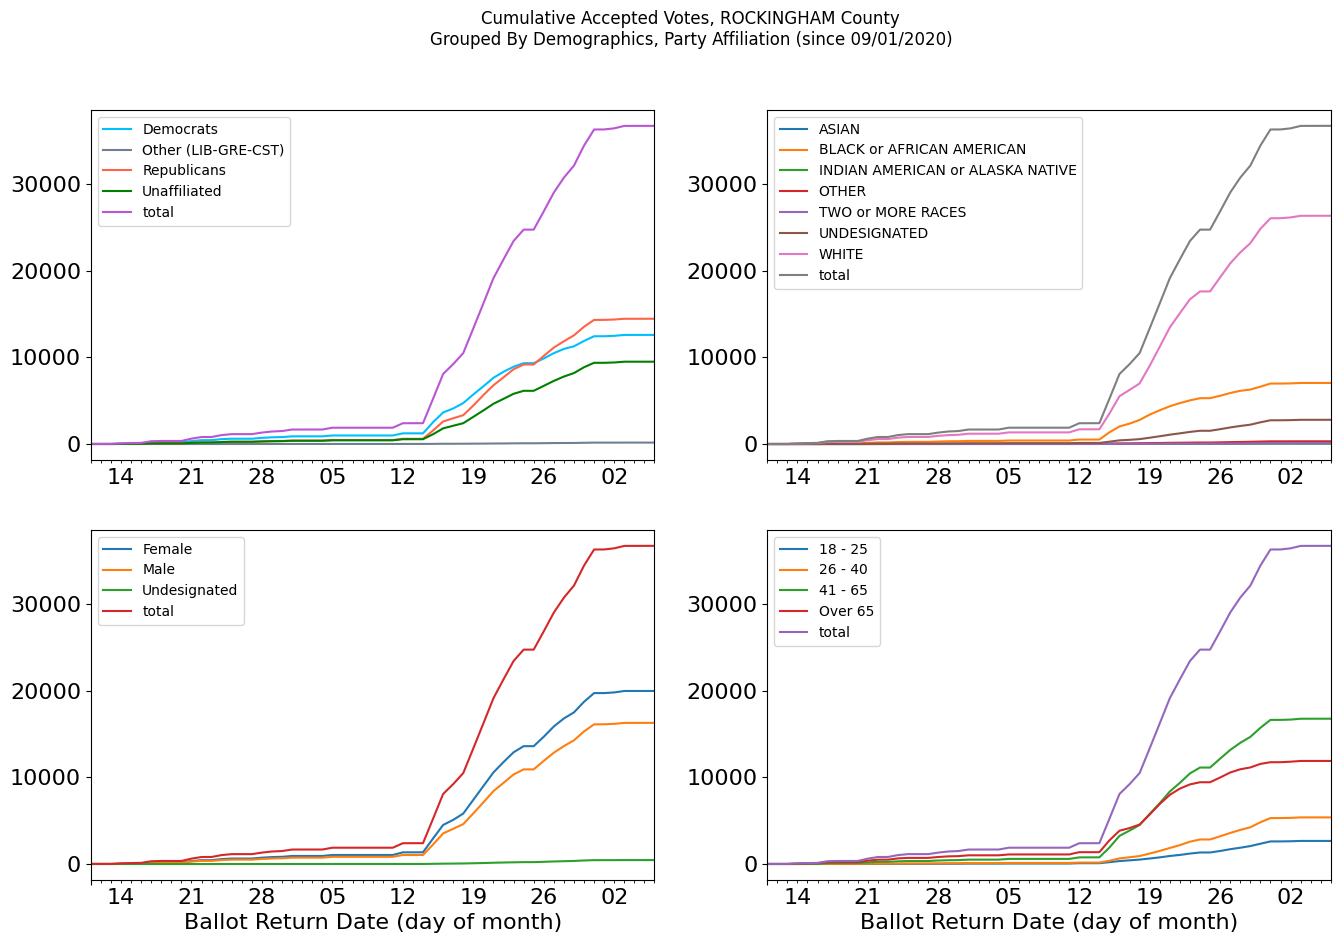 Cumulative Accepted Votes, ROCKINGHAM County
Grouped By Demographics, Party Affiliation (since 09/01/2020)
Democrats
Other (LIB-GRE-CST)
Republicans
Unaffiliated
total
30000
20000
10000
0
14 21 28 05 12 19 26 02
ASIAN
BLACK or AFRICAN AMERICAN
INDIAN AMERICAN or ALASKA NATIVE
OTHER
TWO or MORE RACES
UNDESIGNATED
WHITE
total
30000
20000
10000
0
14 21 28 05 12 19 26 02
Female
Male
Undesignated
total
30000
20000
10000
0
14 21 28 05 12 19 26 02
Ballot Return Date (day of month)
18 - 25
26 - 40
41 - 65
Over 65
total
30000
20000
10000
0
14 21 28 05 12 19 26 02
Ballot Return Date (day of month)